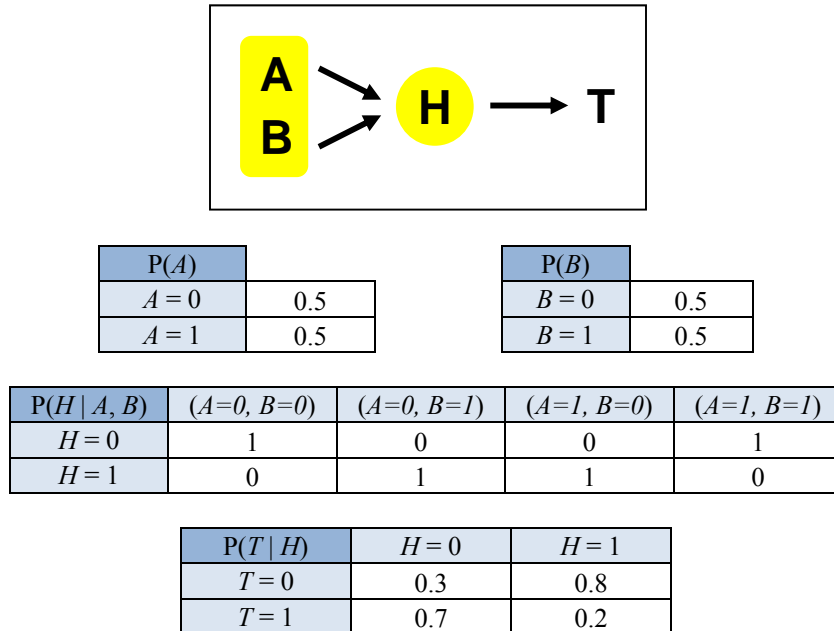 A
B
H
T
P(A)
A = 0 0.5
A = 1 0.5
P(B)
B = 0 0.5
B = 1 0.5
P(H | A, B) (A=0, B=0) (A=0, B=1) (A=1, B=0) (A=1, B=1)
H = 0 1 0 0 1
H = 1 0 1 1 0
P(T | H) H = 0 H = 1
T = 0 0.3 0.8
T = 1 0.7 0.2